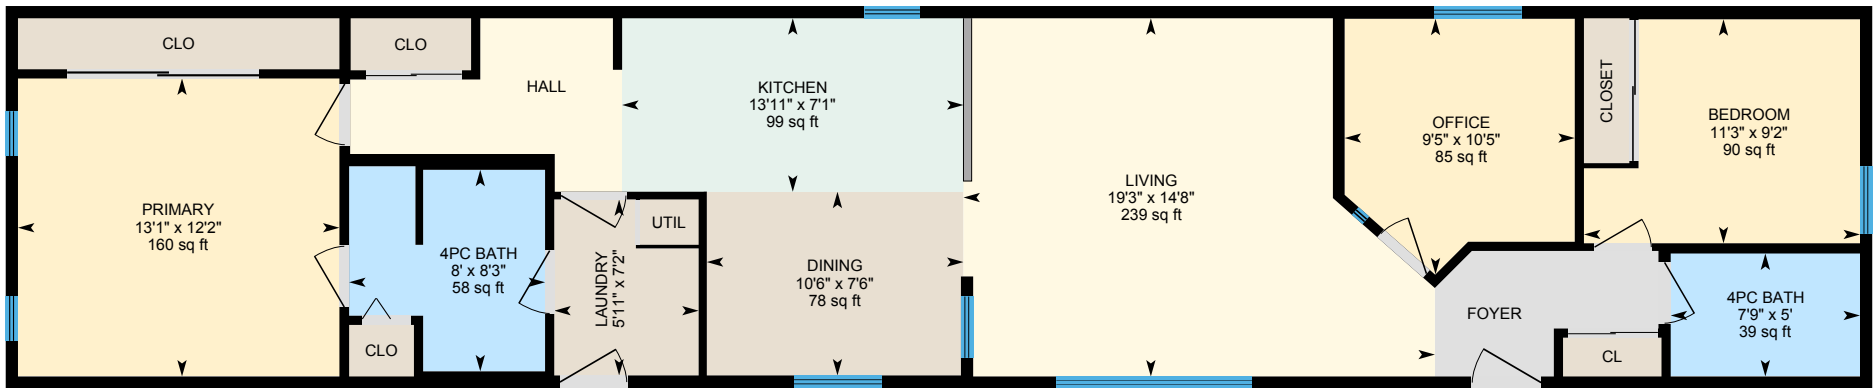 CLO
CLO
HALL
KITCHEN
13'11" x 7'1"
99 sq ft
OFFICE
9'5" x 10'5"
85 sq ft
CLOSET
BEDROOM
11'3" x 9'2"
90 sq ft
PRIMARY
13'1" x 12'2"
160 sq ft
4PC BATH
8' x 8'3"
58 sq ft
CLO
LAUNDRY
5'11" x 7'2"
UTIL
DINING
10'6" x 7'6"
78 sq ft
LIVING
19'3" x 14'8"
239 sq ft
FOYER
CL
4PC BATH
7'9" x 5'
39 sq ft